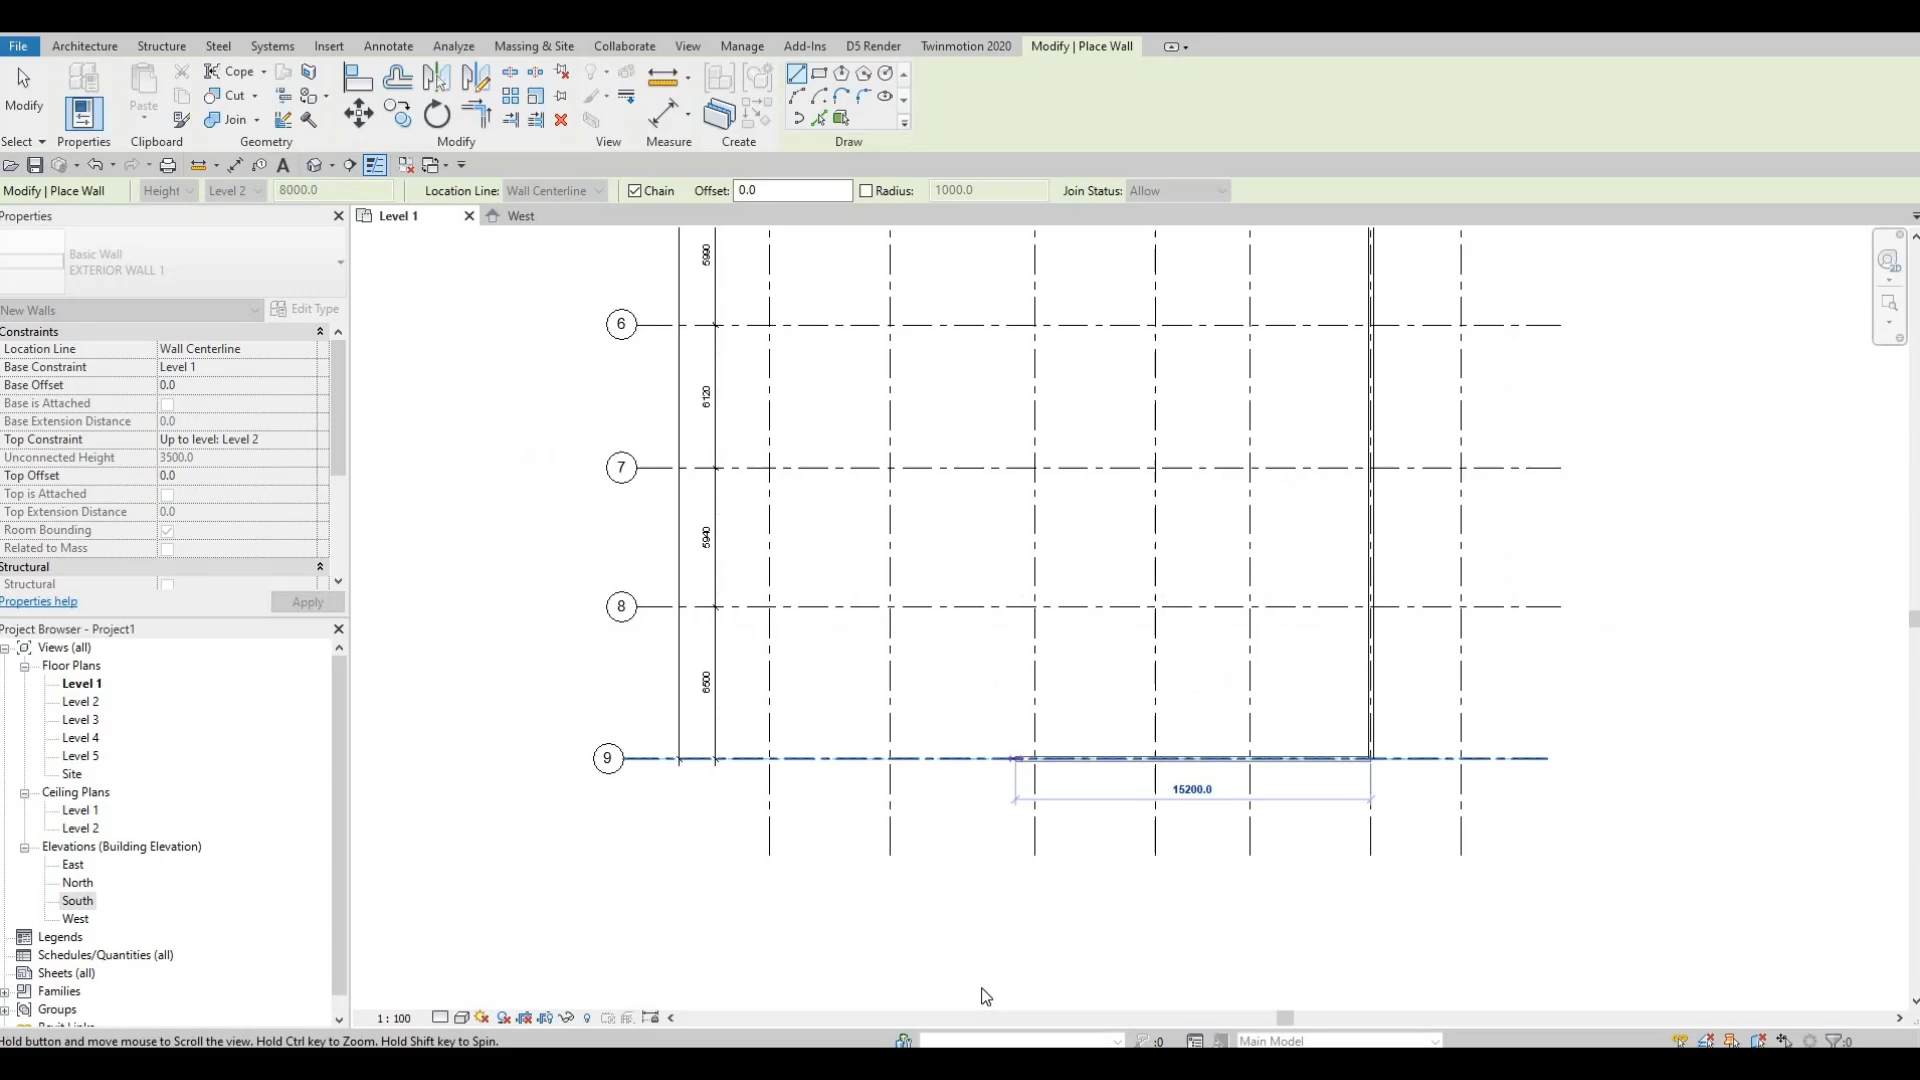 File Architecture Structure Steel Systems Insert Annotate Analyze Massing & Site Collaborate View Manage Add-Ins D5 Render Twinmotion 2020 Modify | Place Wall
Modify Paste Cope Cut Join
Select Properties Clipboard Geometry Modify View Measure Create Draw
Modify | Place Wall Height Level 2 8000.0 Location Line: Wall Centerline Chain Offset: 0.0 Radius: 1000.0 Join Status: Allow
Properties
Level 1 West
Basic Wall
EXTERIOR WALL 1
New Walls Edit Type
Constraints
Location Line Wall Centerline
Base Constraint Level 1
Base Offset 0.0
Base is Attached
Base Extension Distance 0.0
Top Constraint Up to level: Level 2
Unconnected Height 3500.0
Top Offset 0.0
Top is Attached
Top Extension Distance 0.0
Room Bounding
Related to Mass
Structural
Structural
Properties help Apply
Project Browser - Project1
Views (all)
Floor Plans
Level 1
Level 2
Level 3
Level 4
Level 5
Site
Ceiling Plans
Level 1
Level 2
Elevations (Building Elevation)
East
North
South
West
Legends
Schedules/Quantities (all)
Sheets (all)
Families
Groups
Revit Links
5990
6
6120
7
5940
8
6500
9
15200.0
2D
1 : 100
Hold button and move mouse to Scroll the view. Hold Ctrl key to Zoom. Hold Shift key to Spin.
:0 Main Model :0